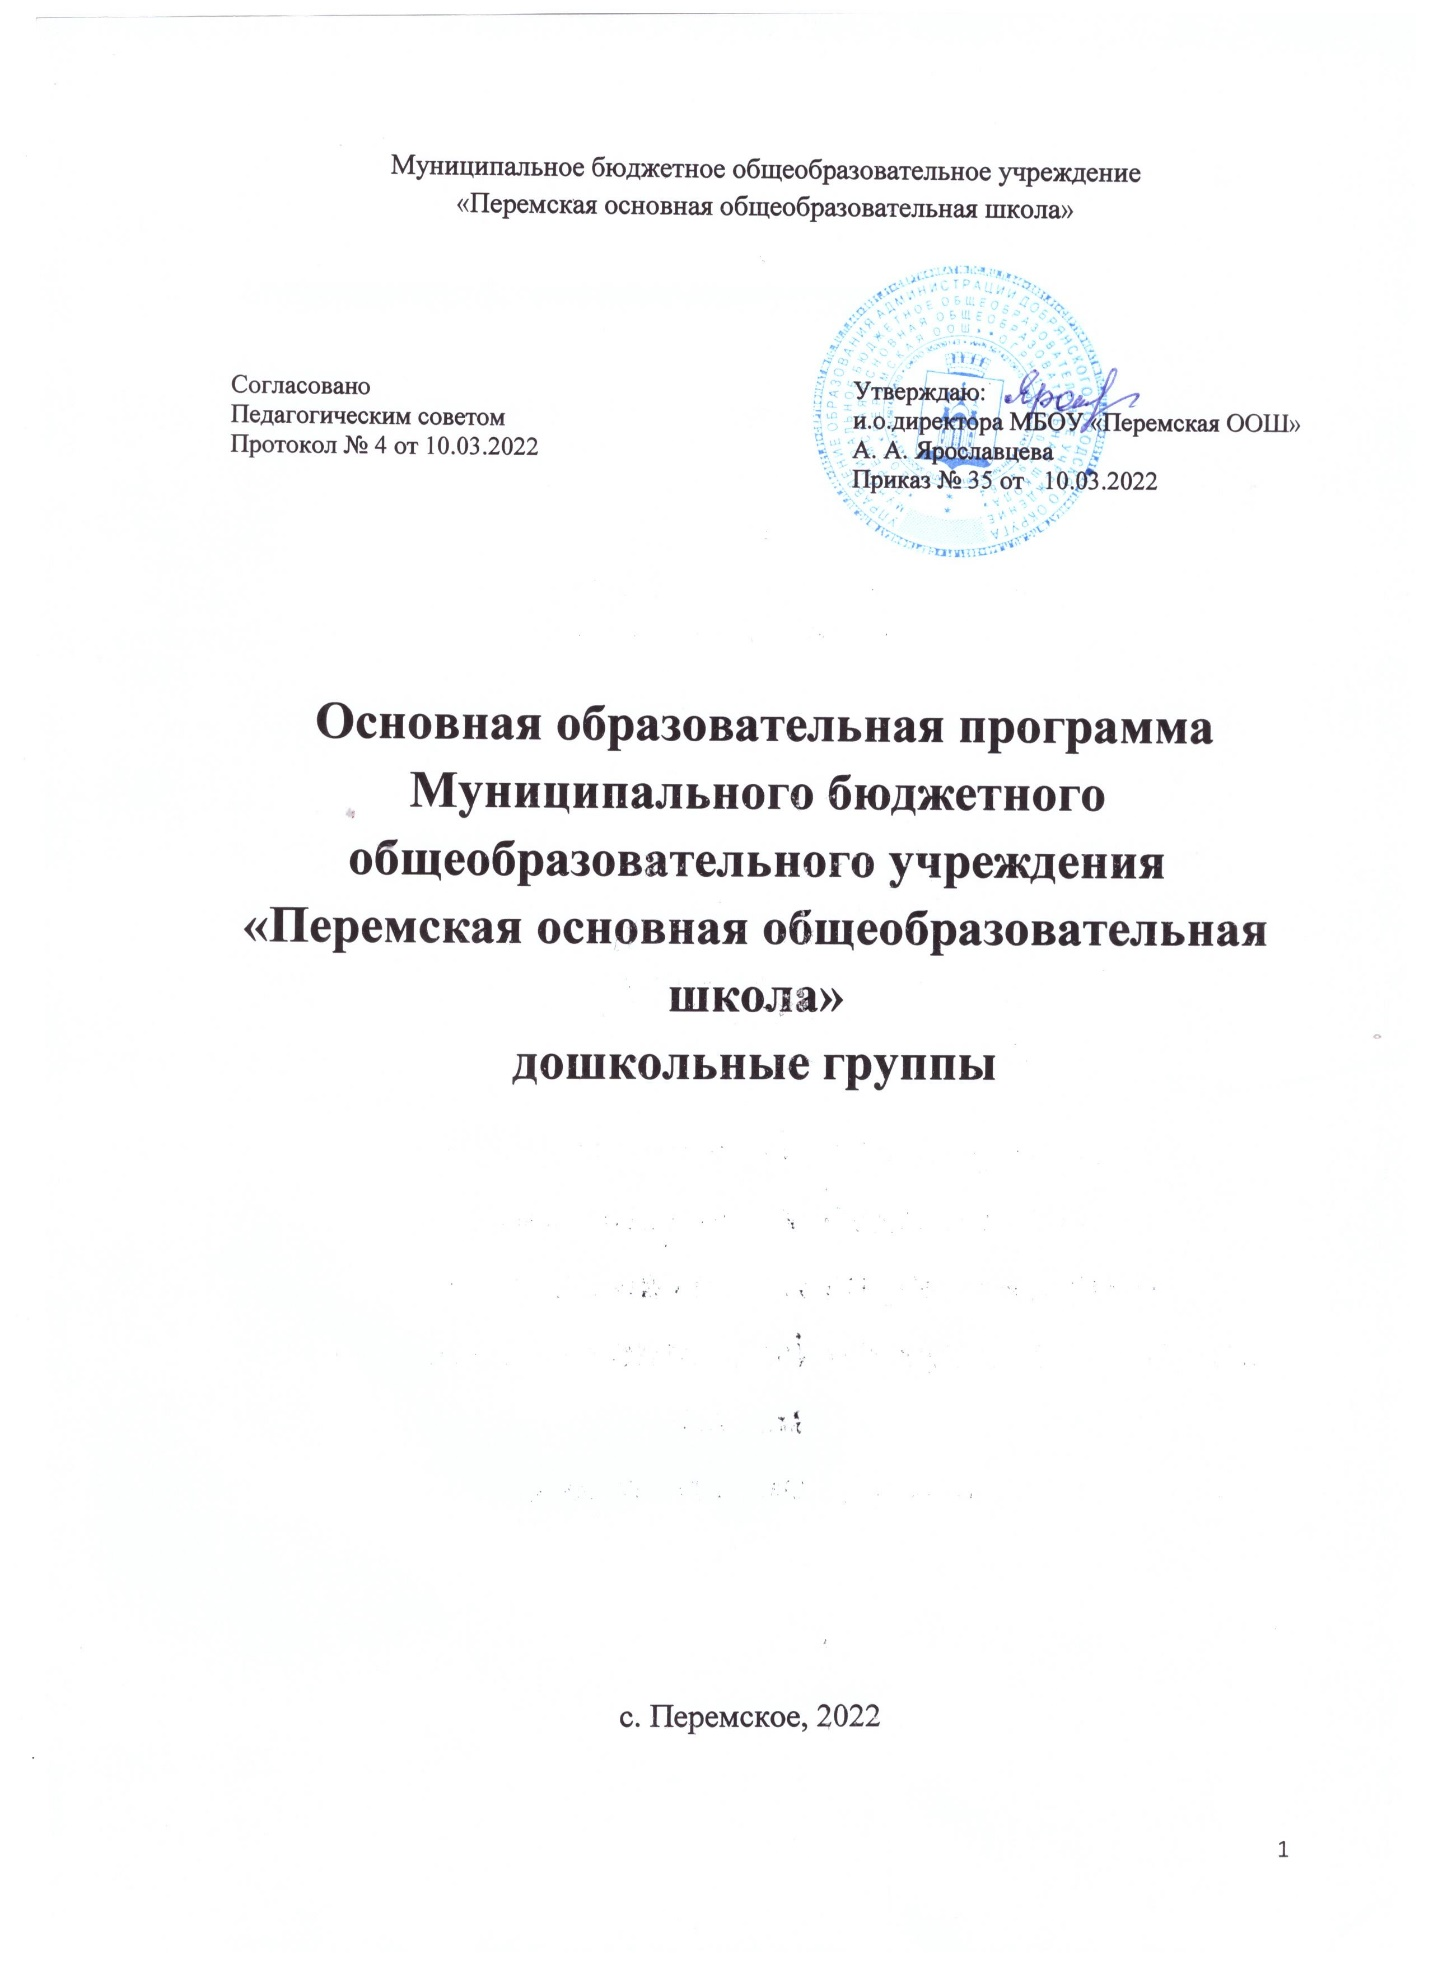 Муниципальное бюджетное общеобразовательное учреждение
«Перемская основная общеобразовательная школа»
Согласовано
Педагогическим советом
Протокол № 4 от 10.03.2022
Утверждаю:
и.о.директора МБОУ «Перемская ООШ»
А. А. Ярославцева
Приказ № 35 от 10.03.2022
Основная образовательная программа
Муниципального бюджетного
общеобразовательного учреждения
«Перемская основная общеобразовательная
школа»
дошкольные группы
с. Перемское, 2022
1